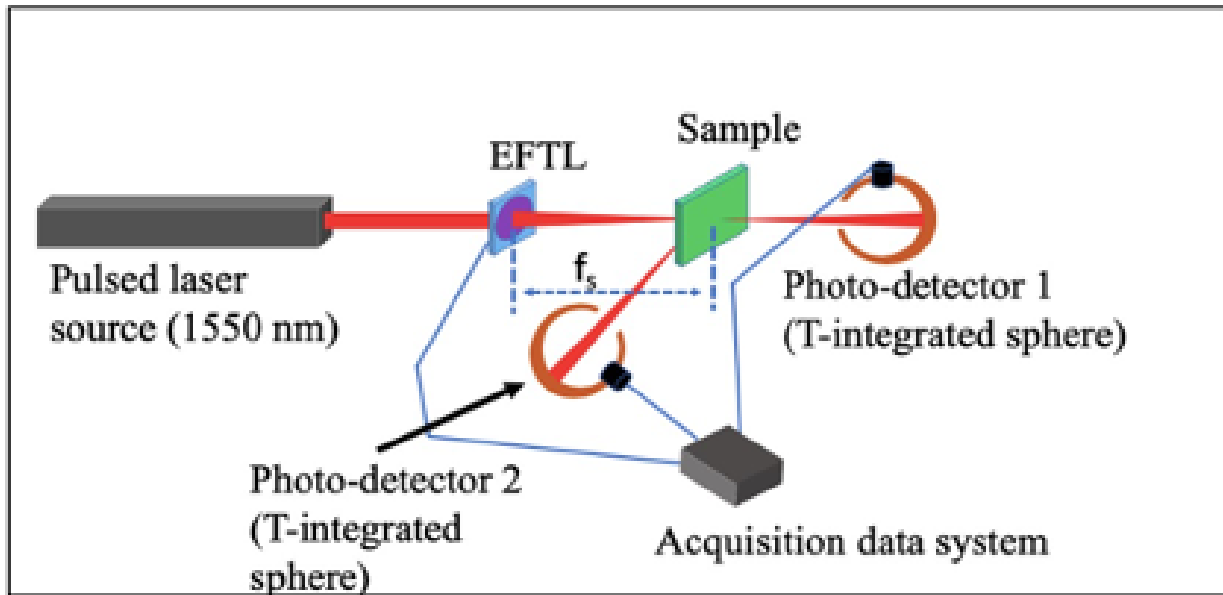 Sample
EFTL
Pulsed laser
source (1550 nm)
fs
Photo-detector 1
(T-integrated sphere)
Photo-detector 2
(T-integrated
sphere)
Acquisition data system